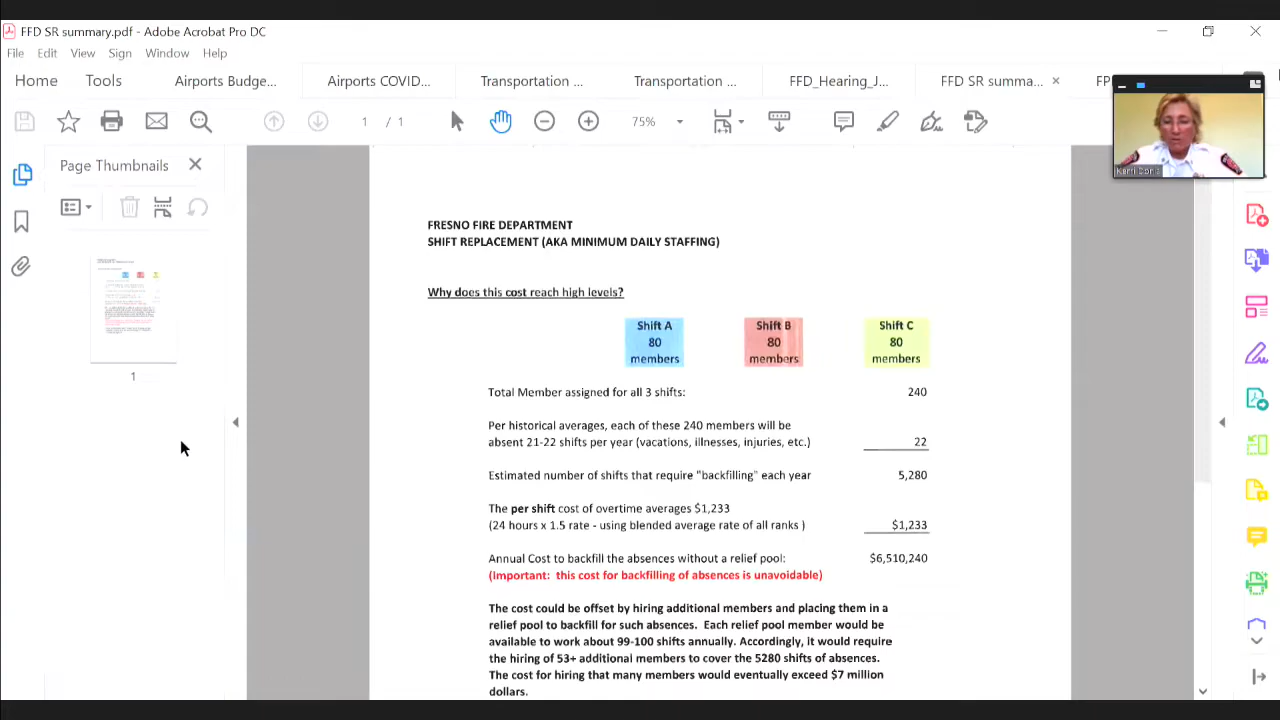 FFD SR summary.pdf - Adobe Acrobat Pro DC
File Edit View Sign Window Help
Home Tools Airports Budge... Airports COVID... Transportation ... Transportation ... FFD_Hearing_J... FFD SR summa... × FP
1 / 1 75%
Page Thumbnails
1
FRESNO FIRE DEPARTMENT
SHIFT REPLACEMENT (AKA MINIMUM DAILY STAFFING)
Why does this cost reach high levels?
Shift A Shift B Shift C
80 80 80
members members members
Total Member assigned for all 3 shifts: 240
Per historical averages, each of these 240 members will be
absent 21-22 shifts per year (vacations, illnesses, injuries, etc.) 22
Estimated number of shifts that require "backfilling" each year 5,280
The per shift cost of overtime averages $1,233
(24 hours x 1.5 rate - using blended average rate of all ranks ) $1,233
Annual Cost to backfill the absences without a relief pool: $6,510,240
(Important: this cost for backfilling of absences is unavoidable)
The cost could be offset by hiring additional members and placing them in a
relief pool to backfill for such absences. Each relief pool member would be
available to work about 99-100 shifts annually. Accordingly, it would require
the hiring of 53+ additional members to cover the 5280 shifts of absences.
The cost for hiring that many members would eventually exceed $7 million
dollars.